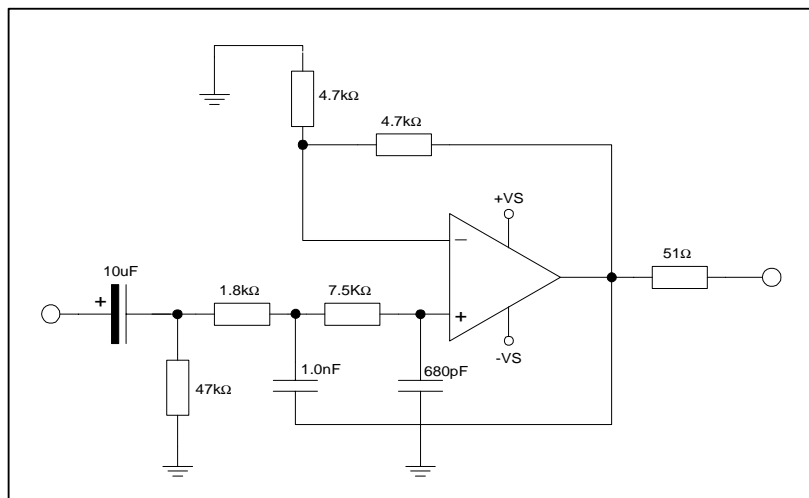 4.7kΩ
4.7kΩ
+VS
−
10uF
+
1.8kΩ
7.5KΩ
51Ω
+
-VS
1.0nF
680pF
47kΩ